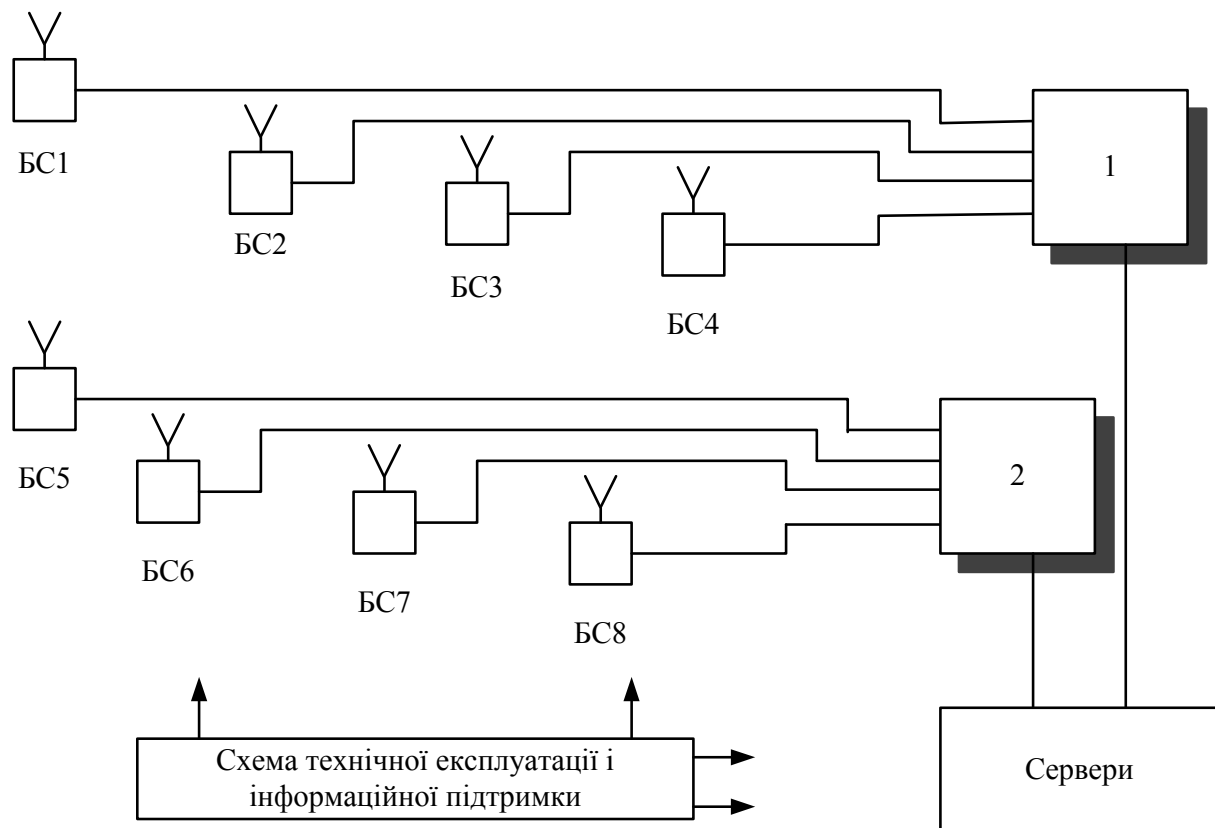 БС1
БС2
БС3
БС4
1
БС5
БС6
БС7
БС8
2
Схема технічної експлуатації і
інформаційної підтримки
Сервери